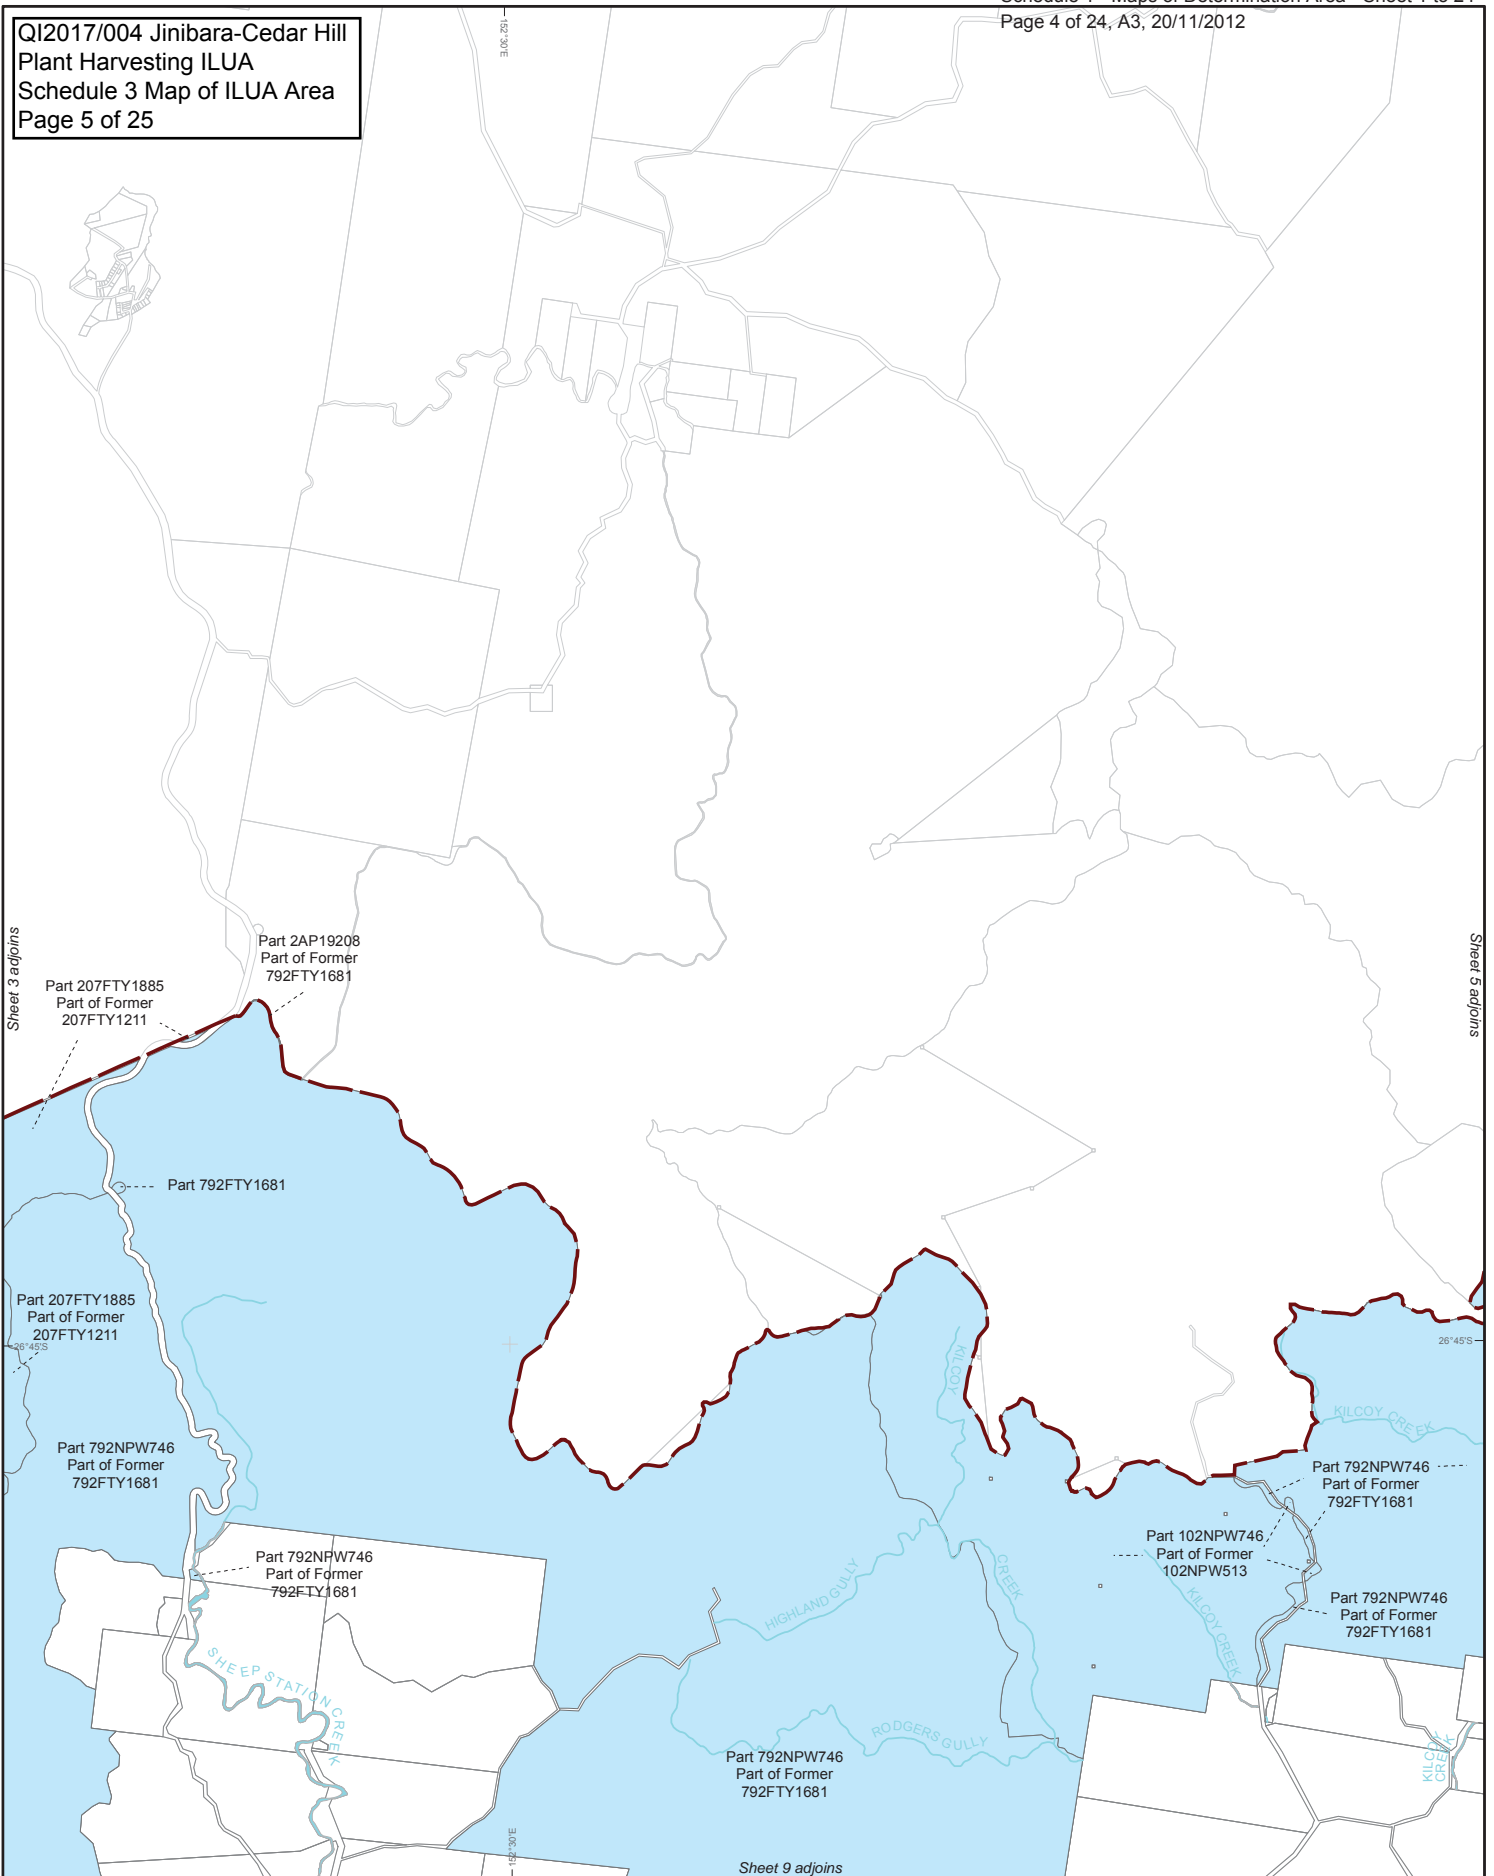 Page 4 of 24, A3, 20/11/2012
QI2017/004 Jinibara-Cedar Hill
Plant Harvesting ILUA
Schedule 3 Map of ILUA Area
Page 5 of 25
152°30'E
Sheet 3 adjoins
Sheet 5 adjoins
Part 2AP19208
Part of Former
792FTY1681
Part 207FTY1885
Part of Former
207FTY1211
Part 792FTY1681
Part 207FTY1885
Part of Former
207FTY1211
26°45'S
26°45'S
KILCOY
KILCOY CREEK
Part 792NPW746
Part of Former
792FTY1681
Part 792NPW746
Part of Former
792FTY1681
Part 102NPW746
Part of Former
102NPW513
Part 792NPW746
Part of Former
792FTY1681
HIGHLAND GULLY
CREEK
KILCOY CREEK
Part 792NPW746
Part of Former
792FTY1681
SHEEP STATION CREEK
RODGERS GULLY
Part 792NPW746
Part of Former
792FTY1681
KILCOY
CREEK
152°30'E
Sheet 9 adjoins